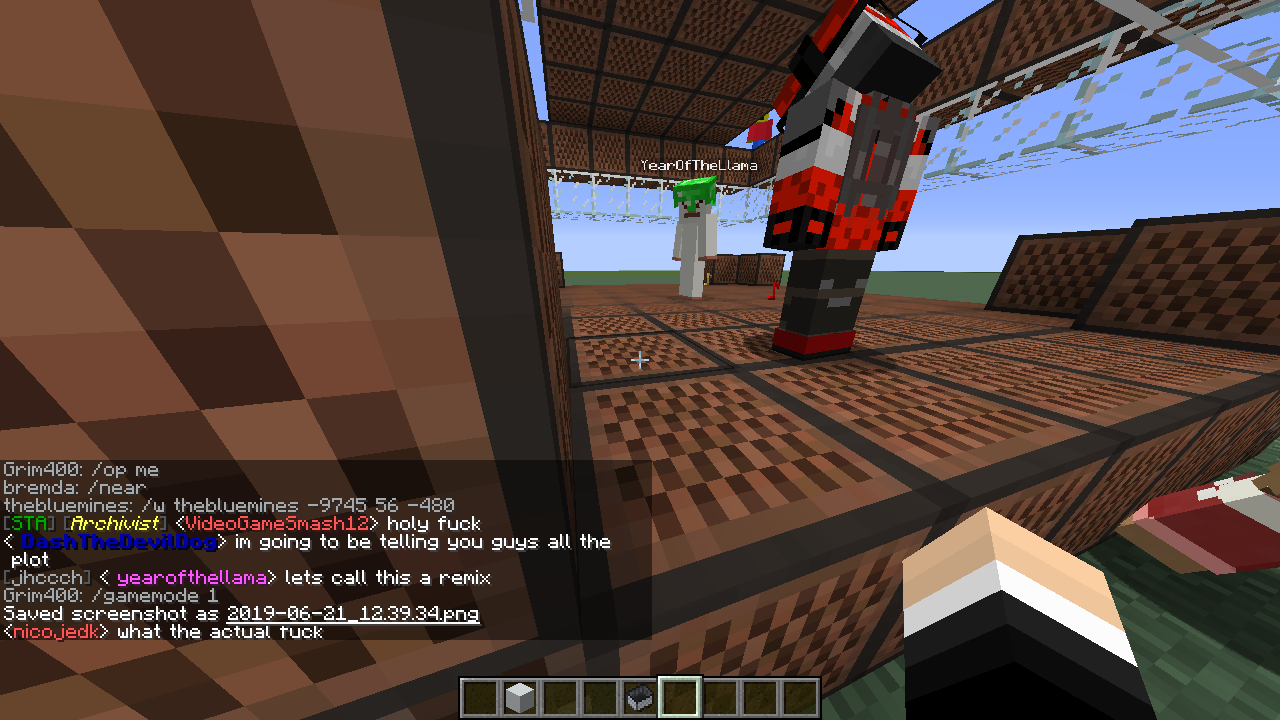 YearOfTheLlama
Grim400: /op me
bremda: /near
thebluemines: /w thebluemines -9745 56 -480
[STA] [Archivist] <VideoGameSmash12> holy fuck
< DashTheDevilDog> im going to be telling you guys all the
plot
[jhccch] < yearofthellama> lets call this a remix
Grim400: /gamemode 1
Saved screenshot as 2019-06-21_12.39.34.png
<nicojedk> what the actual fuck